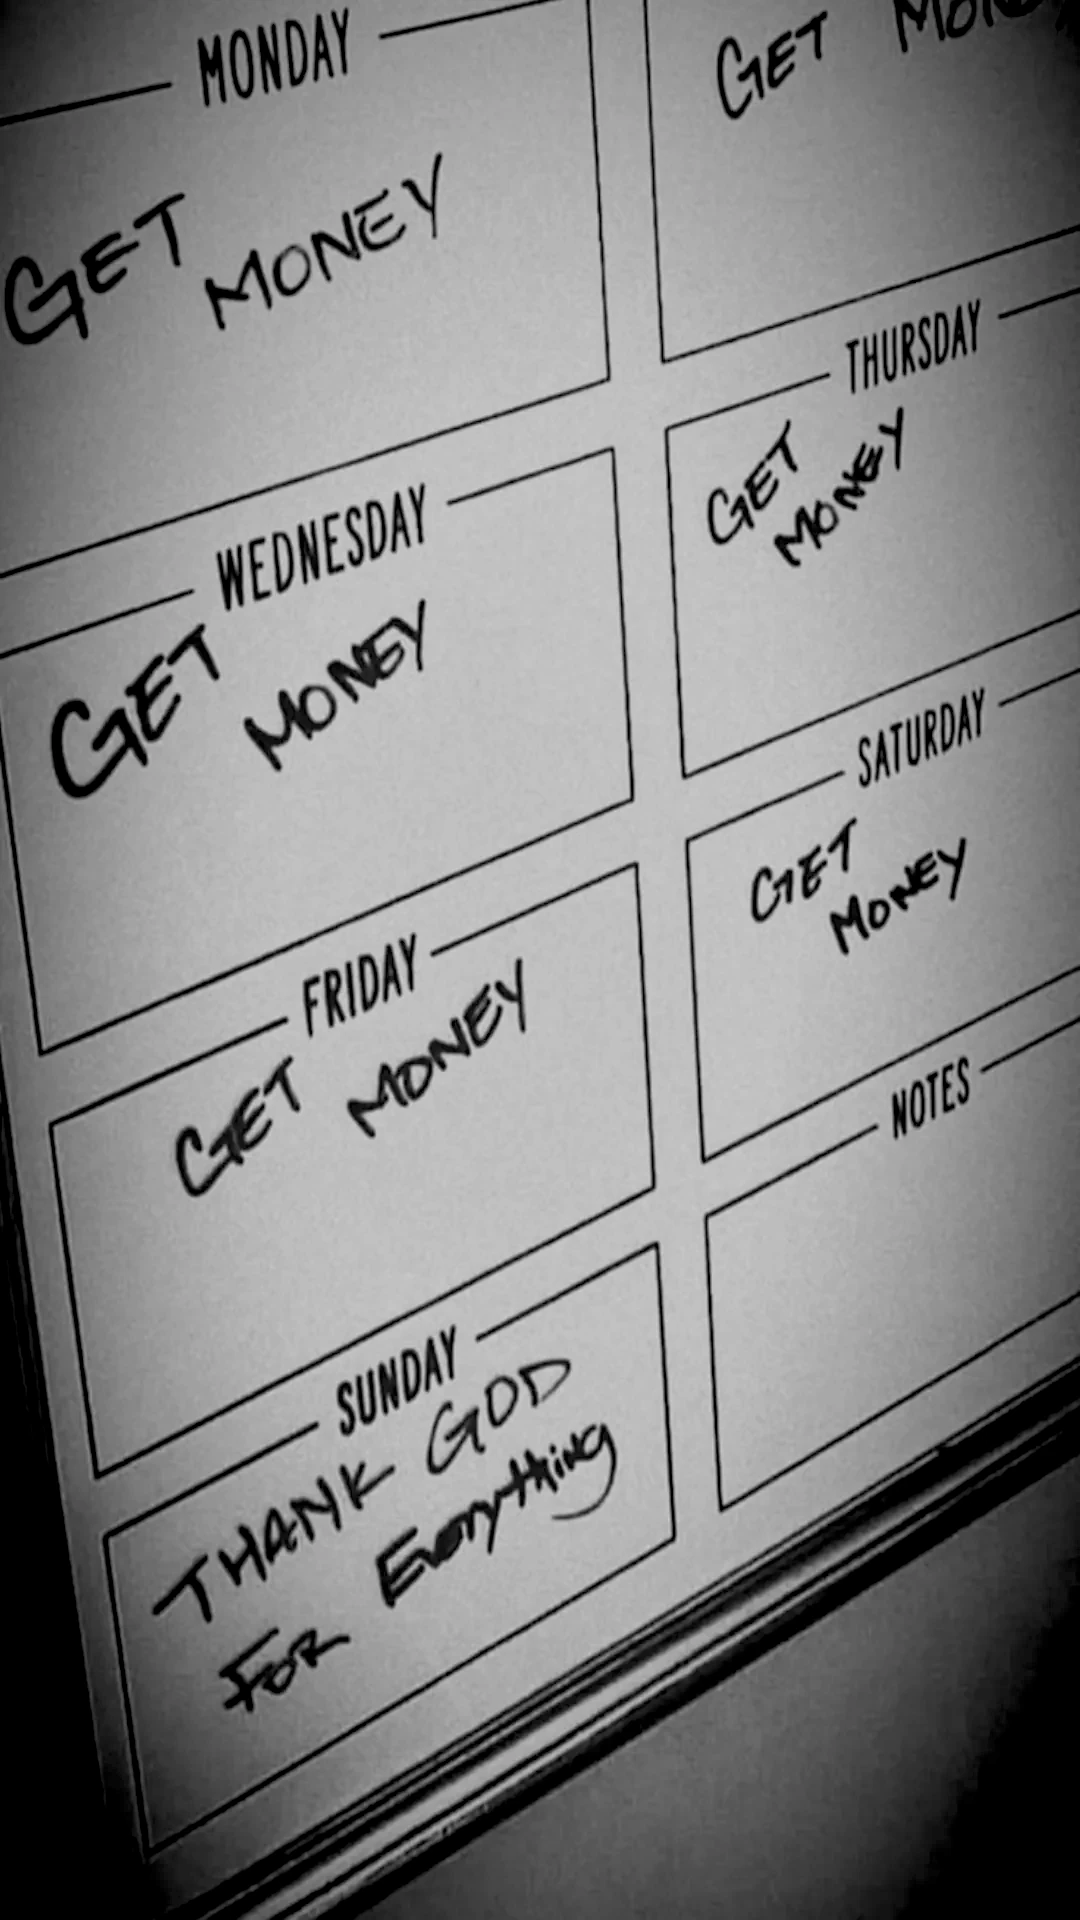 MONDAY
GET MONEY
GET
WEDNESDAY
GET MONEY
THURSDAY
GET
MONEY
FRIDAY
GET MONEY
SATURDAY
GET
MONEY
SUNDAY
THANK GOD
FOR Everything
NOTES